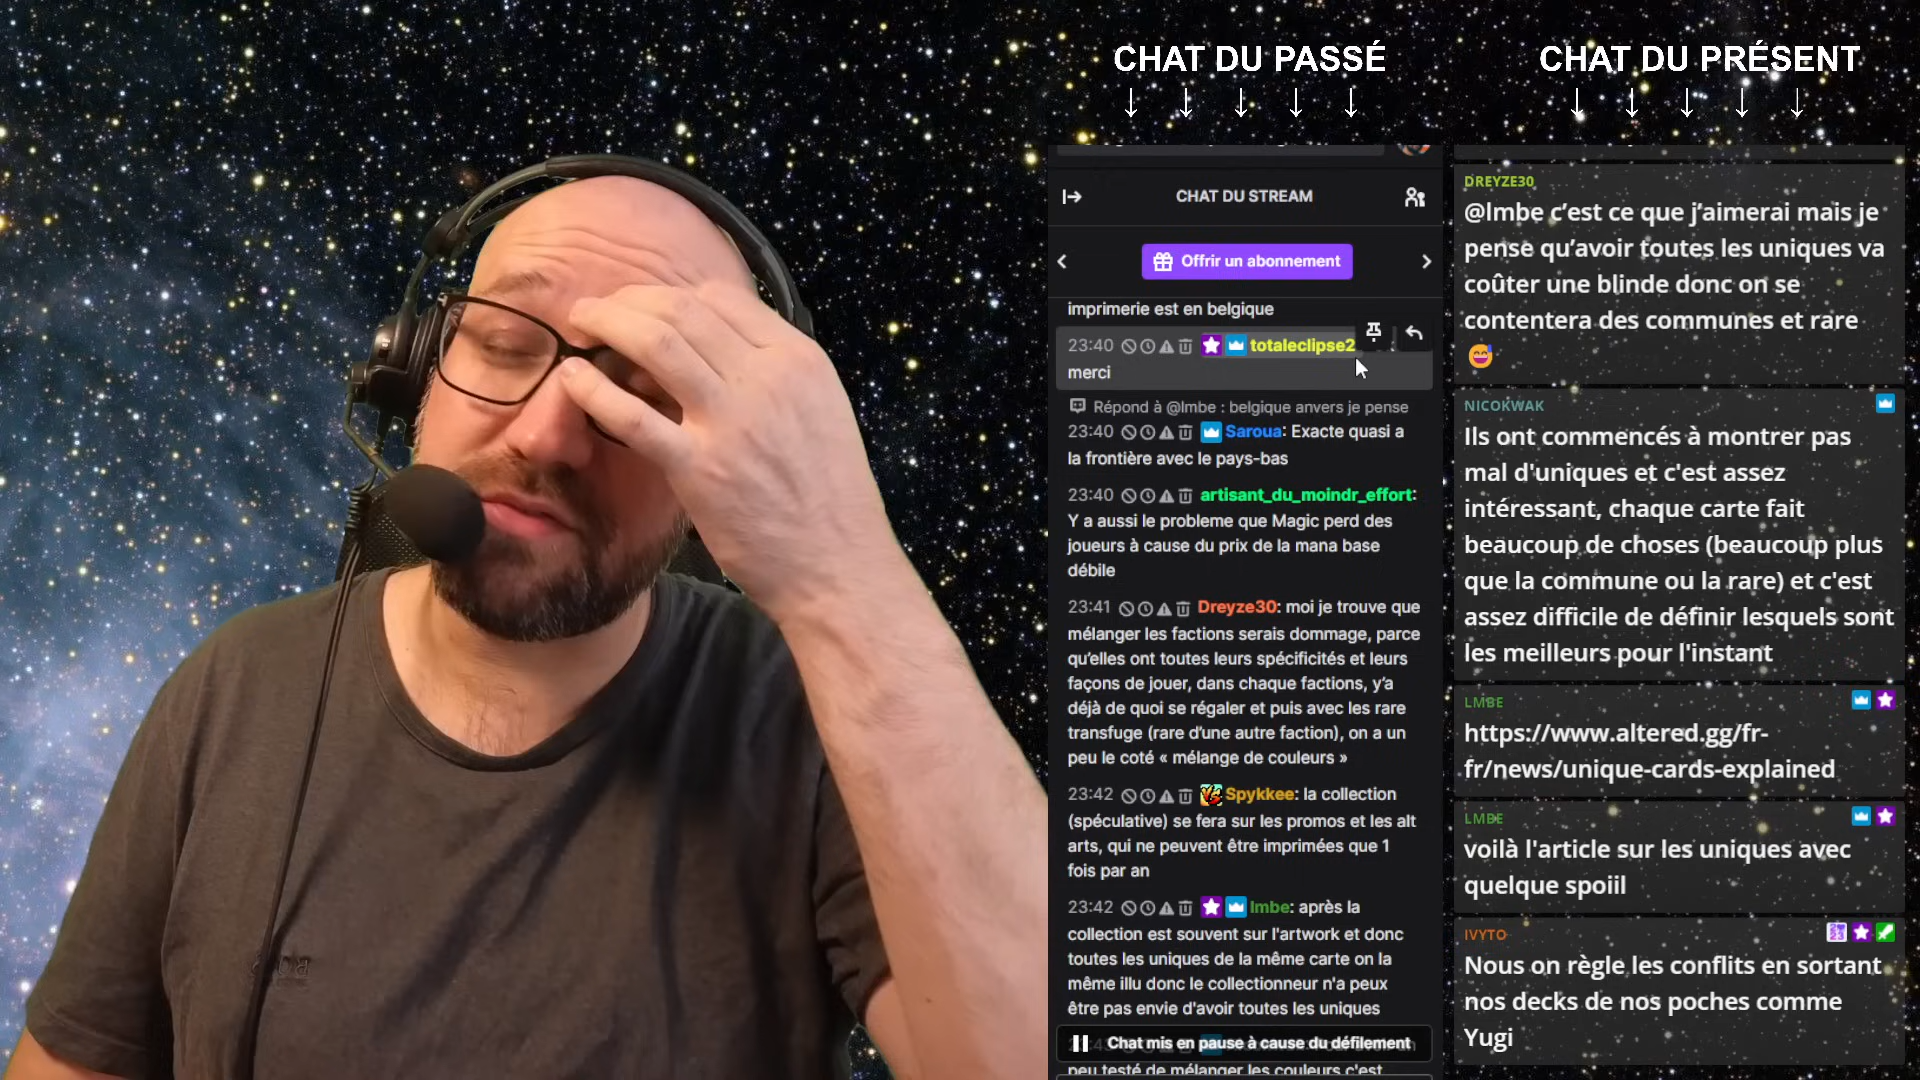 CHAT DU PASSÉ
↓ ↓ ↓ ↓ ↓
CHAT DU STREAM
Offrir un abonnement
imprimerie est en belgique
23:40 totaleclipse2
merci
Répond à @lmbe : belgique anvers je pense
23:40 Saroua: Exacte quasi a
la frontière avec le pays-bas
23:40 artisant_du_moindr_effort:
Y a aussi le probleme que Magic perd des
joueurs à cause du prix de la mana base
débile
23:41 Dreyze30: moi je trouve que
mélanger les factions serais dommage, parce
qu’elles ont toutes leurs spécificités et leurs
façons de jouer, dans chaque factions, y’a
déjà de quoi se régaler et puis avec les rare
transfuge (rare d’une autre faction), on a un
peu le coté « mélange de couleurs »
23:42 Spykkee: la collection
(spéculative) se fera sur les promos et les alt
arts, qui ne peuvent être imprimées que 1
fois par an
23:42 lmbe: après la
collection est souvent sur l'artwork et donc
toutes les uniques de la même carte on la
même illu donc le collectionneur n'a peux
être pas envie d'avoir toutes les uniques
Chat mis en pause à cause du défilement
peu testé de mélanger les couleurs c'est
CHAT DU PRÉSENT
↓ ↓ ↓ ↓ ↓
DREYZE30
@lmbe c’est ce que j’aimerai mais je
pense qu’avoir toutes les uniques va
coûter une blinde donc on se
contentera des communes et rare
😅
NICOKWAK
Ils ont commencés à montrer pas
mal d'uniques et c'est assez
intéressant, chaque carte fait
beaucoup de choses (beaucoup plus
que la commune ou la rare) et c'est
assez difficile de définir lesquels sont
les meilleurs pour l'instant
LMBE
https://www.altered.gg/fr-
fr/news/unique-cards-explained
LMBE
voilà l'article sur les uniques avec
quelque spoiil
IVYTO
Nous on règle les conflits en sortant
nos decks de nos poches comme
Yugi